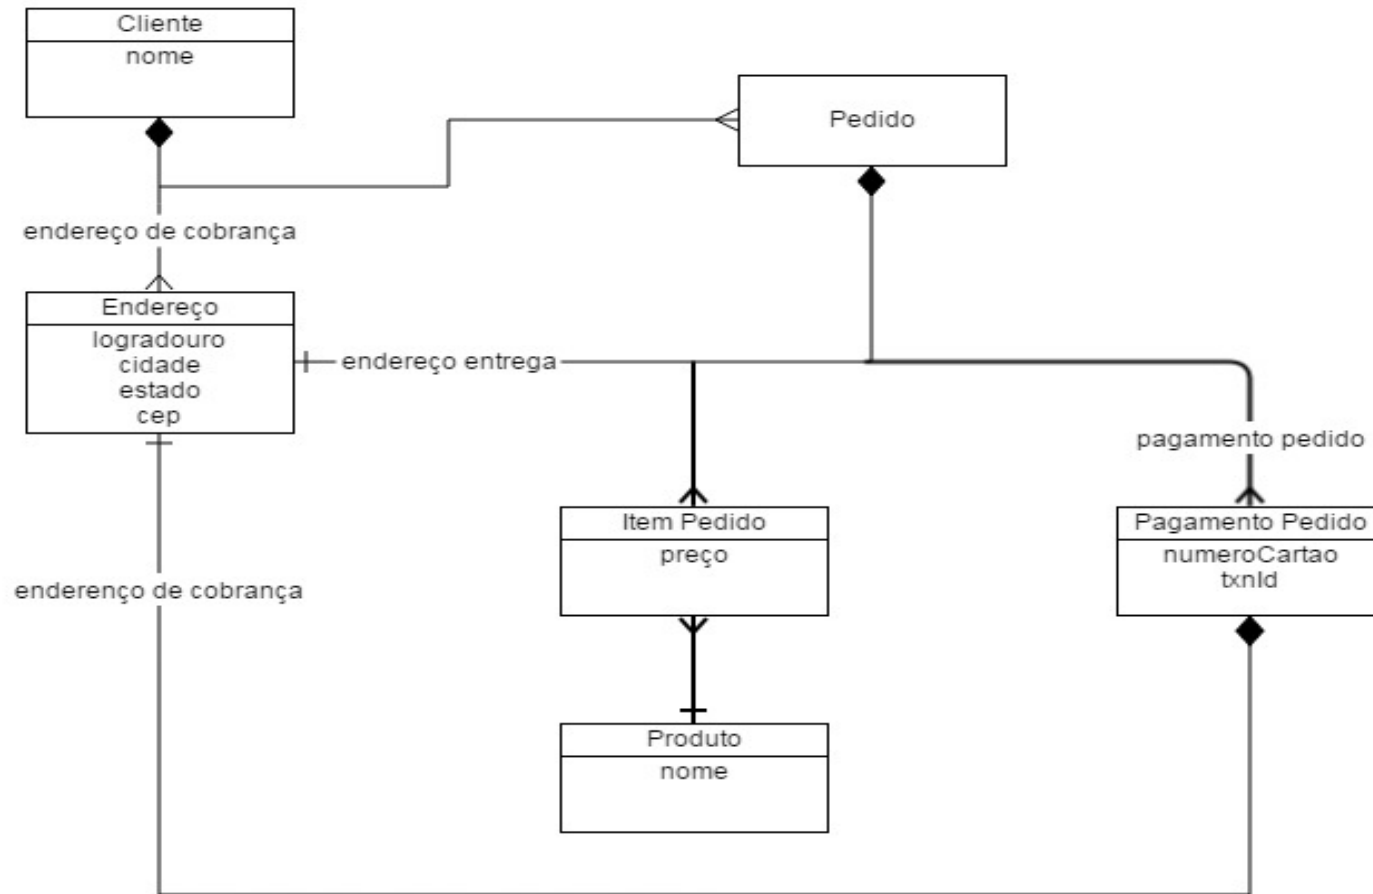 Cliente
nome
Pedido
endereço de cobrança
Endereço
logradouro
cidade
estado
cep
endereço entrega
pagamento pedido
Item Pedido
preço
Pagamento Pedido
numeroCartao
txnId
enderenço de cobrança
Produto
nome